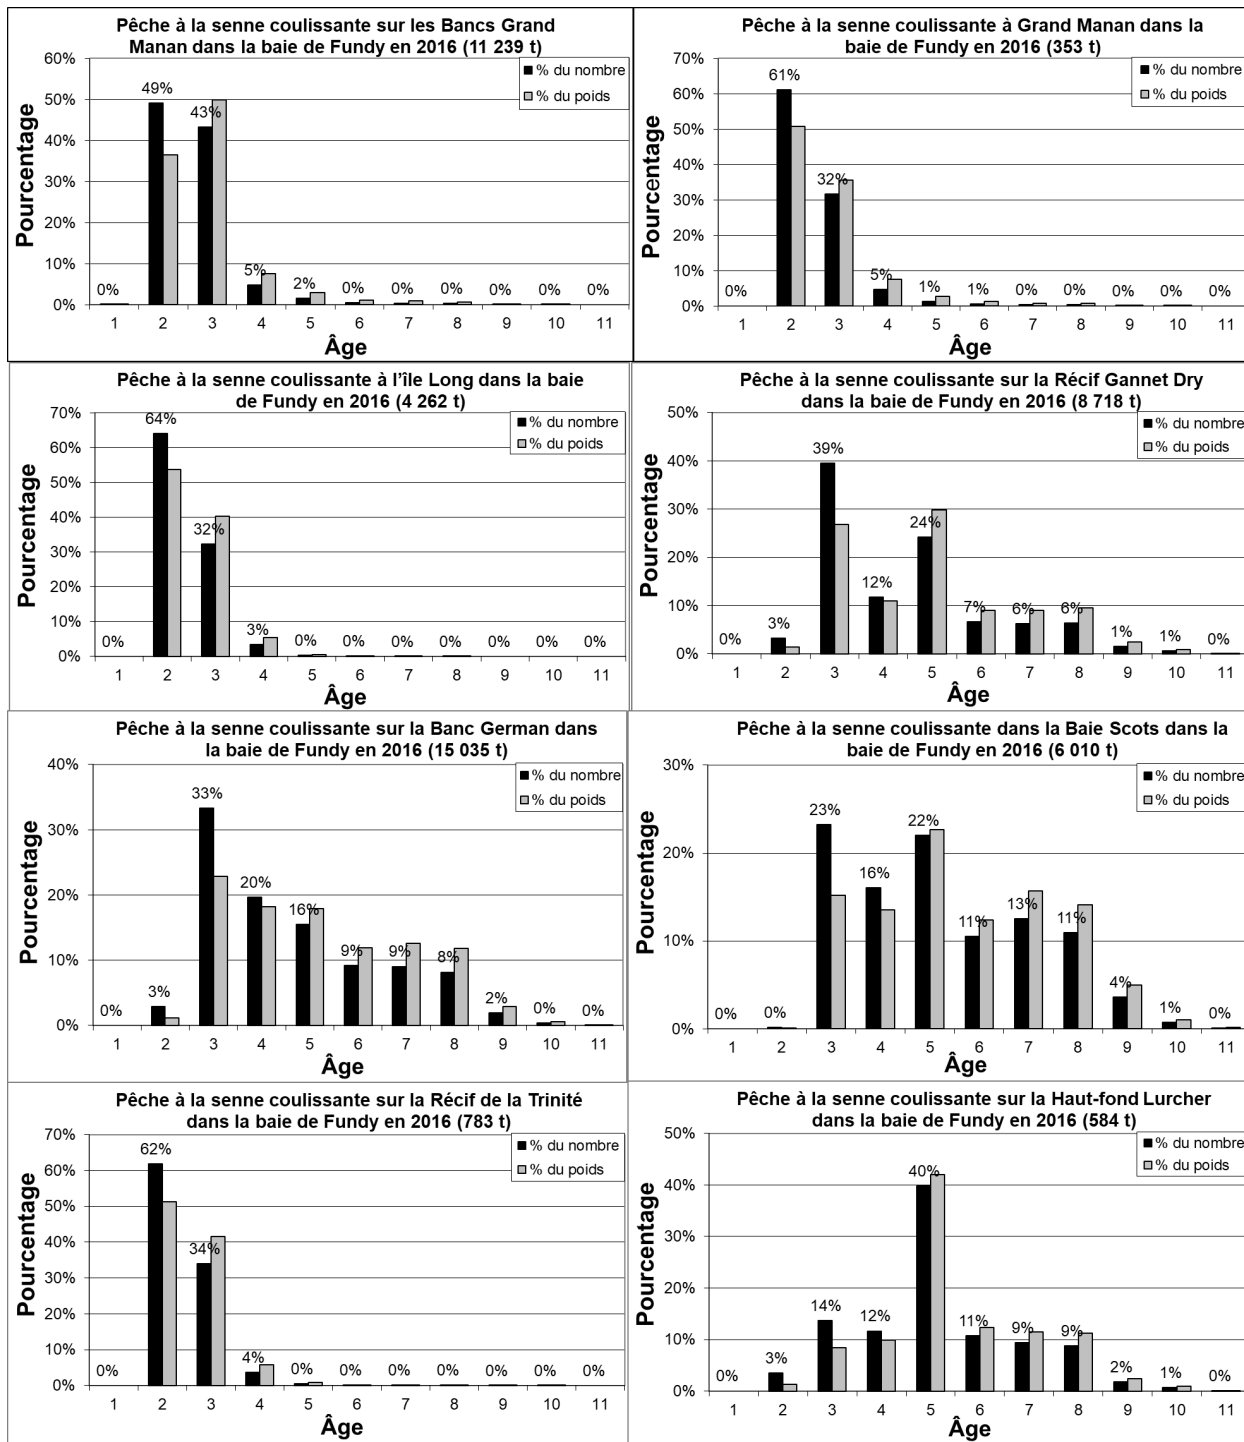 Pêche à la senne coulissante sur les Bancs Grand
Manan dans la baie de Fundy en 2016 (11 239 t)
% du nombre
% du poids
Pourcentage
60%
50%
40%
30%
20%
10%
0%
0% 49% 43% 5% 2% 0% 0% 0% 0% 0% 0%
1 2 3 4 5 6 7 8 9 10 11
Âge
Pêche à la senne coulissante à Grand Manan dans la
baie de Fundy en 2016 (353 t)
% du nombre
% du poids
Pourcentage
70%
60%
50%
40%
30%
20%
10%
0%
0% 61% 32% 5% 1% 1% 0% 0% 0% 0% 0%
1 2 3 4 5 6 7 8 9 10 11
Âge
Pêche à la senne coulissante à l'île Long dans la baie
de Fundy en 2016 (4 262 t)
% du nombre
% du poids
Pourcentage
70%
60%
50%
40%
30%
20%
10%
0%
0% 64% 32% 3% 0% 0% 0% 0% 0% 0% 0%
1 2 3 4 5 6 7 8 9 10 11
Âge
Pêche à la senne coulissante sur la Récif Gannet Dry
dans la baie de Fundy en 2016 (8 718 t)
% du nombre
% du poids
Pourcentage
50%
40%
30%
20%
10%
0%
0% 3% 39% 12% 24% 7% 6% 6% 1% 1% 0%
1 2 3 4 5 6 7 8 9 10 11
Âge
Pêche à la senne coulissante sur la Banc German dans
la baie de Fundy en 2016 (15 035 t)
% du nombre
% du poids
Pourcentage
40%
30%
20%
10%
0%
0% 3% 33% 20% 16% 9% 9% 8% 2% 0% 0%
1 2 3 4 5 6 7 8 9 10 11
Âge
Pêche à la senne coulissante dans la Baie Scots dans la
baie de Fundy en 2016 (6 010 t)
% du nombre
% du poids
Pourcentage
30%
20%
10%
0%
0% 0% 23% 16% 22% 11% 13% 11% 4% 1% 0%
1 2 3 4 5 6 7 8 9 10 11
Âge
Pêche à la senne coulissante sur la Récif de la Trinité
dans la baie de Fundy en 2016 (783 t)
% du nombre
% du poids
Pourcentage
70%
60%
50%
40%
30%
20%
10%
0%
0% 62% 34% 4% 0% 0% 0% 0% 0% 0% 0%
1 2 3 4 5 6 7 8 9 10 11
Âge
Pêche à la senne coulissante sur la Haut-fond Lurcher
dans la baie de Fundy en 2016 (584 t)
% du nombre
% du poids
Pourcentage
50%
40%
30%
20%
10%
0%
0% 3% 14% 12% 40% 11% 9% 9% 2% 1% 0%
1 2 3 4 5 6 7 8 9 10 11
Âge